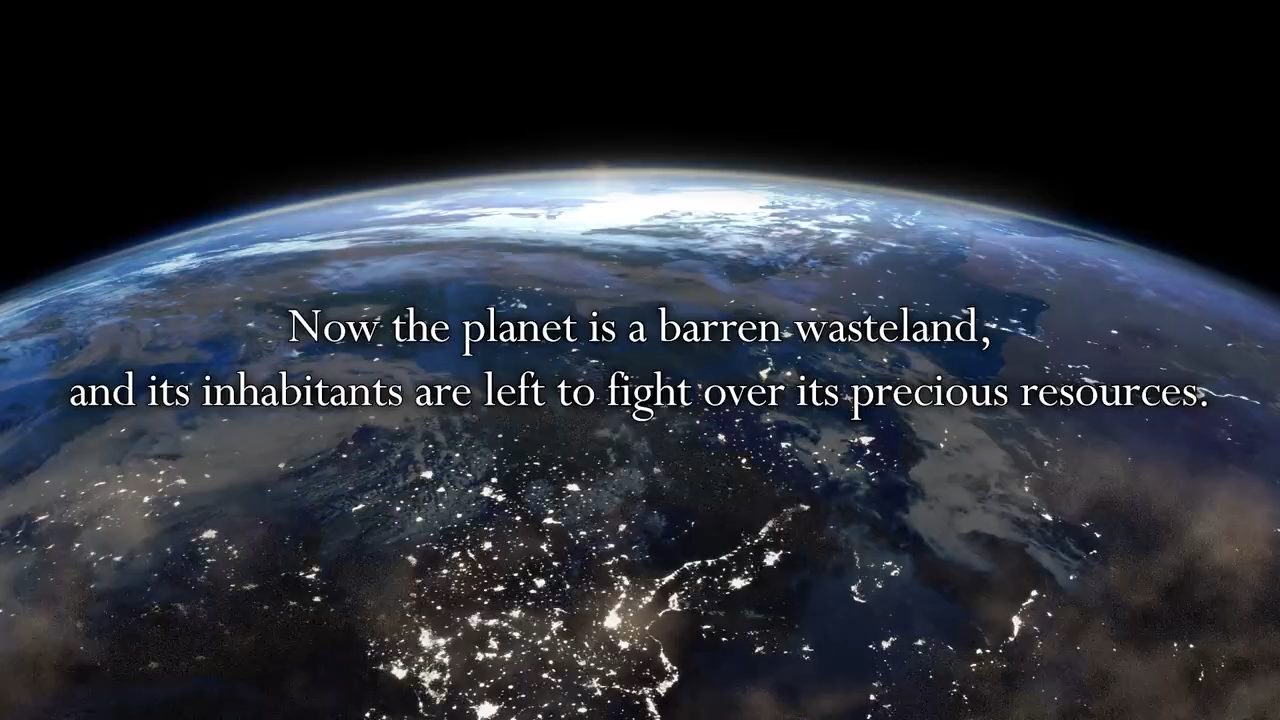 Now the planet is a barren wasteland,
and its inhabitants are left to fight over its precious resources.